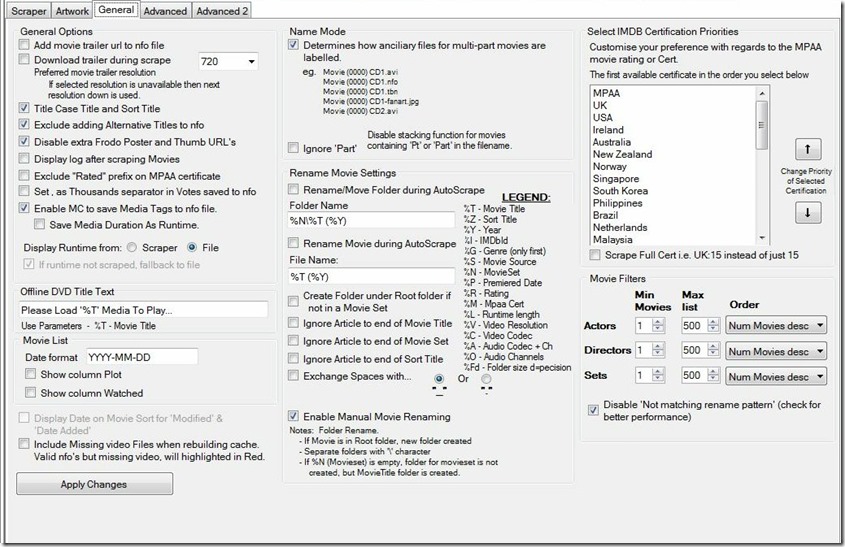 Scraper Artwork General Advanced Advanced 2
General Options
Add movie trailer url to nfo file
Download trailer during scrape 720
Preferred movie trailer resolution
If selected resolution is unavailable then next
resolution down is used.
Title Case Title and Sort Title
Exclude adding Alternative Titles to nfo
Disable extra Frodo Poster and Thumb URL's
Display log after scraping Movies
Exclude "Rated" prefix on MPAA certificate
Set , as Thousands separator in Votes saved to nfo
Enable MC to save Media Tags to nfo file.
Save Media Duration As Runtime.
Display Runtime from: Scraper File
If runtime not scraped, fallback to file
Offline DVD Title Text
Please Load '%T' Media To Play...
Use Parameters - %T - Movie Title
Movie List
Date format YYYY-MM-DD
Show column Plot
Show column Watched
Display Date on Movie Sort for 'Modified' &
'Date Added'
Include Missing video Files when rebuilding cache.
Valid nfo's but missing video, will highlighted in Red.
Apply Changes
Name Mode
Determines how anciliary files for multi-part movies are
labelled.
eg. Movie (0000) CD1.avi
Movie (0000) CD1.nfo
Movie (0000) CD1.tbn
Movie (0000) CD1-fanart.jpg
Movie (0000) CD2.avi
Ignore 'Part'
Disable stacking function for movies
containing 'Pt' or 'Part' in the filename.
Rename Movie Settings
Rename/Move Folder during AutoScrape
Folder Name
%N\%T (%Y)
Rename Movie during AutoScrape
File Name:
%T (%Y)
Create Folder under Root folder if
not in a Movie Set
Ignore Article to end of Movie Title
Ignore Article to end of Movie Set
Ignore Article to end of Sort Title
Exchange Spaces with... Or
"_" "."
LEGEND:
%T - Movie Title
%Z - Sort Title
%Y - Year
%I - IMDbId
%G - Genre (only first)
%S - Movie Source
%N - MovieSet
%P - Premiered Date
%R - Rating
%M - Mpaa Cert
%L - Runtime length
%V - Video Resolution
%C - Video Codec
%A - Audio Codec + Ch
%O - Audio Channels
%Fd - Folder size d=precision
Enable Manual Movie Renaming
Notes: Folder Rename.
- If Movie is in Root folder, new folder created
- Separate folders with '\' character
- If %N (Movieset) is empty, folder for movieset is not
created, but MovieTitle folder is created.
Select IMDB Certification Priorities
Customise your preference with regards to the MPAA
movie rating or Cert.
The first available certificate in the order you select below
MPAA
UK
USA
Ireland
Australia
New Zealand
Norway
Singapore
South Korea
Philippines
Brazil
Netherlands
Malaysia
Change Priority
of Selected
Certification
Scrape Full Cert i.e. UK:15 instead of just 15
Movie Filters
Min Movies Max list Order
Actors 1 500 Num Movies desc
Directors 1 500 Num Movies desc
Sets 1 500 Num Movies desc
Disable 'Not matching rename pattern' (check for
better performance)